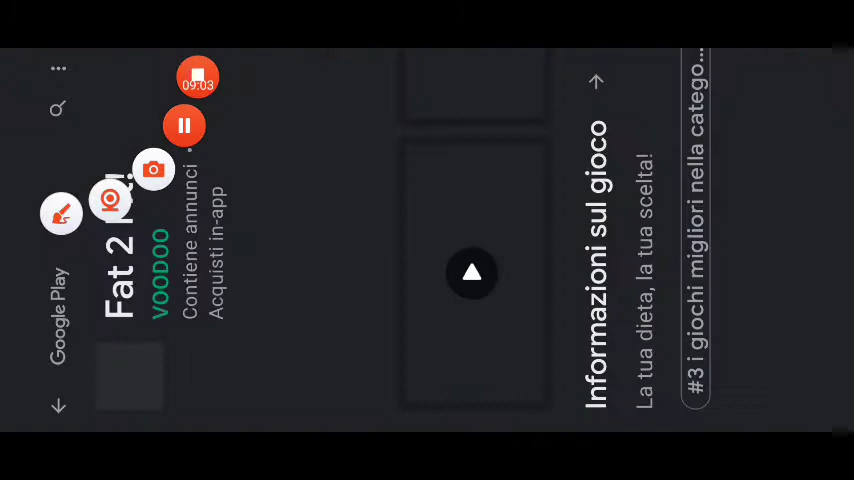 Google Play
09:03
Fat 2
VOODOO
Contiene annunci •
Acquisti in-app
Informazioni sul gioco
La tua dieta, la tua scelta!
#3 i giochi migliori nella catego...